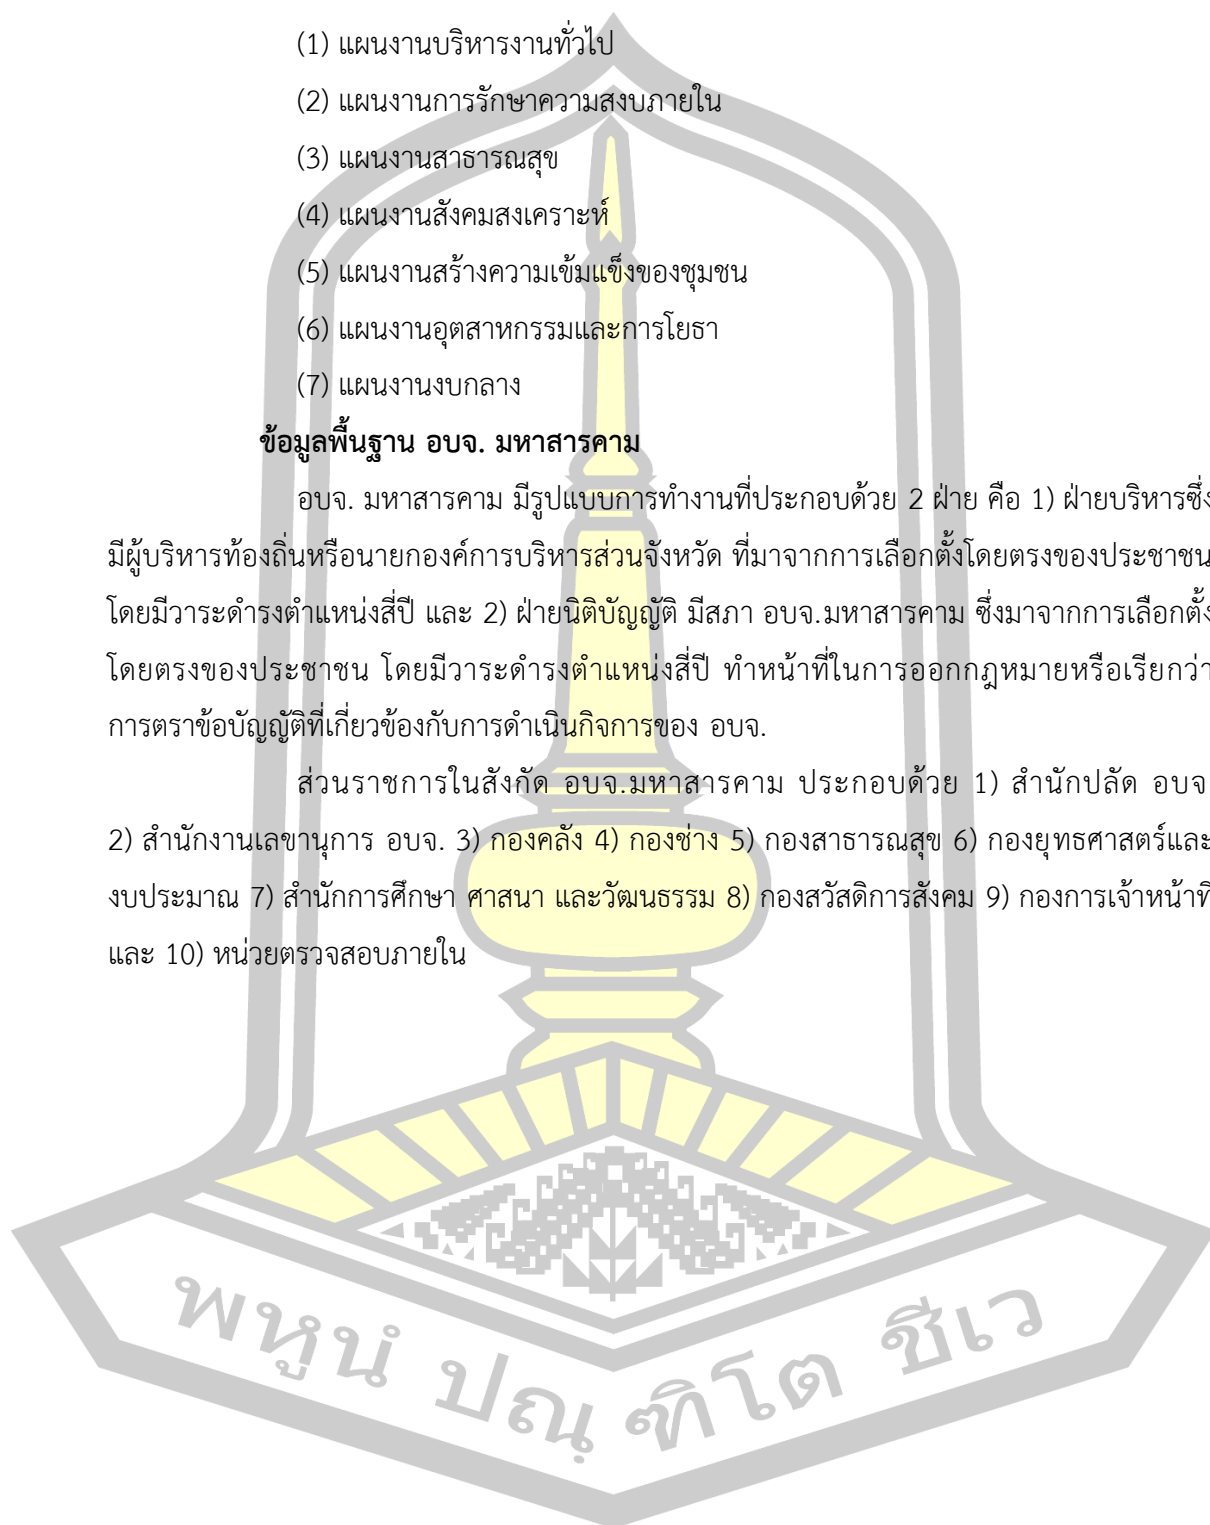 (1) แผนงานบริหารงานทั่วไป
(2) แผนงานการรักษาความสงบภายใน
(3) แผนงานสาธารณสุข
(4) แผนงานสังคมสงเคราะห์
(5) แผนงานสร้างความเข้มแข็งของชุมชน
(6) แผนงานอุตสาหกรรมและการโยธา
(7) แผนงานงบกลาง
ข้อมูลพื้นฐาน อบจ. มหาสารคาม
อบจ. มหาสารคาม มีรูปแบบการทำงานที่ประกอบด้วย 2 ฝ่าย คือ 1) ฝ่ายบริหารซึ่ง
มีผู้บริหารท้องถิ่นหรือนายกองค์การบริหารส่วนจังหวัด ที่มาจากการเลือกตั้งโดยตรงของประชาชน
โดยมีวาระดำรงตำแหน่งสี่ปี และ 2) ฝ่ายนิติบัญญัติ มีสภา อบจ.มหาสารคาม ซึ่งมาจากการเลือกตั้ง
โดยตรงของประชาชน โดยมีวาระดำรงตำแหน่งสี่ปี ทำหน้าที่ในการออกกฎหมายหรือเรียกว่า
การตราข้อบัญญัติที่เกี่ยวข้องกับการดำเนินกิจการของ อบจ.
ส่วนราชการในสังกัด อบจ.มหาสารคาม ประกอบด้วย 1) สำนักปลัด อบจ
2) สำนักงานเลขานุการ อบจ. 3) กองคลัง 4) กองช่าง 5) กองสาธารณสุข 6) กองยุทธศาสตร์และ
งบประมาณ 7) สำนักการศึกษา ศาสนา และวัฒนธรรม 8) กองสวัสดิการสังคม 9) กองการเจ้าหน้าที่
และ 10) หน่วยตรวจสอบภายใน
พหูนํ ปณฺฑิโต ชีเว